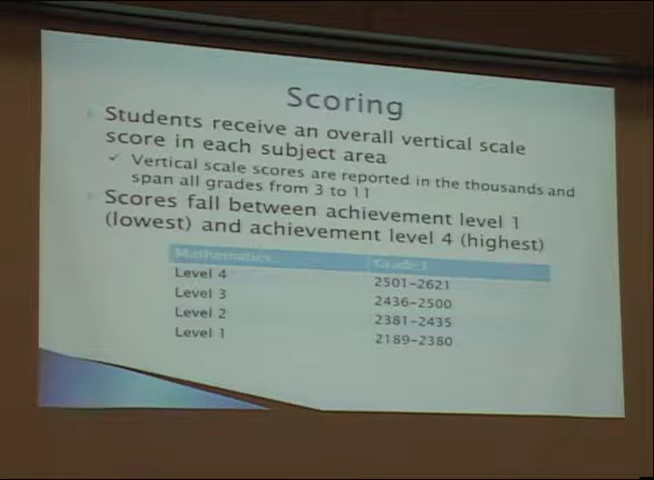 Scoring
Students receive an overall vertical scale
score in each subject area
✓ Vertical scale scores are reported in the thousands and
span all grades from 3 to 11
Scores fall between achievement level 1
(lowest) and achievement level 4 (highest)
Mathematics
Level 4 2501-2621
Level 3 2436-2500
Level 2 2381-2435
Level 1 2189-2380